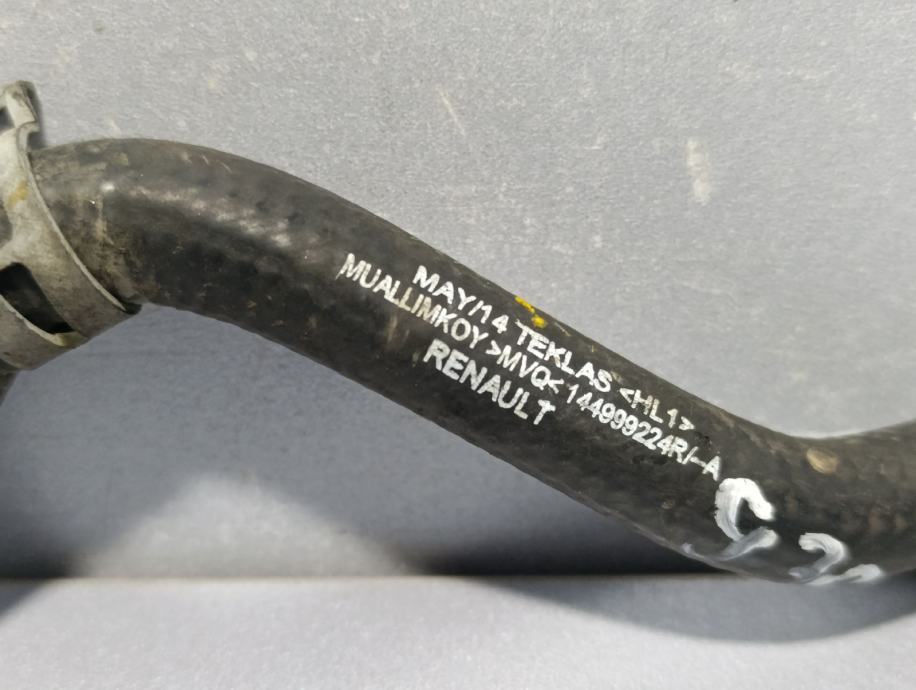 MAY/14 TEKLAS <HL1>
MUALLIMKOY >MVQ< 144999224R/--A
RENAULT